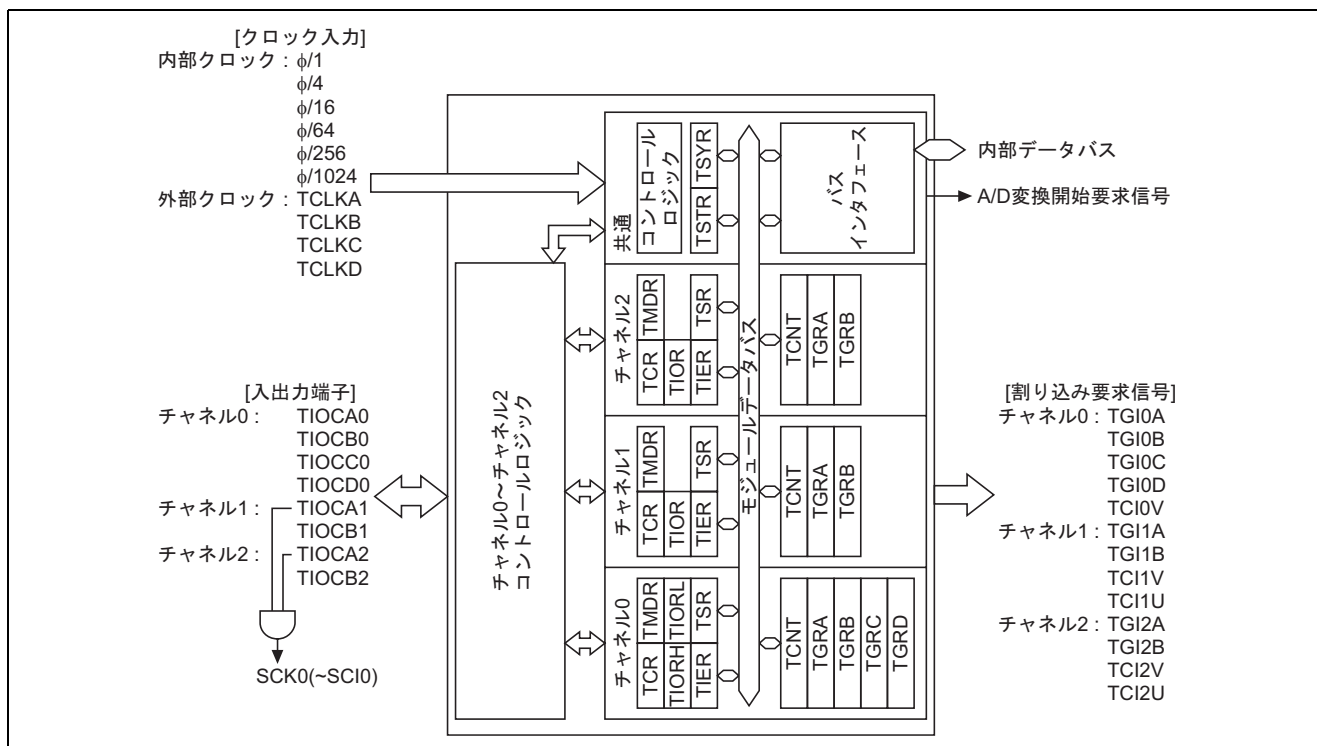 [クロック入力]
内部クロック : φ/1
φ/4
φ/16
φ/64
φ/256
φ/1024
外部クロック : TCLKA
TCLKB
TCLKC
TCLKD
[入出力端子]
チャネル0 : TIOCA0
TIOCB0
TIOCC0
TIOCD0
チャネル1 : TIOCA1
TIOCB1
チャネル2 : TIOCA2
TIOCB2
SCK0(~SCI0)
チャネル0～チャネル2
コントロールロジック
共通
コントロール
ロジック
TSTR
TSYR
バス
インタフェース
チャネル2
TCR
TMDR
TIOR
TIER
TSR
TCNT
TGRA
TGRB
チャネル1
TCR
TMDR
TIOR
TIER
TSR
TCNT
TGRA
TGRB
チャネル0
TCR
TMDR
TIORH
TIORL
TIER
TSR
TCNT
TGRA
TGRB
TGRC
TGRD
モジュールデータバス
内部データバス
A/D変換開始要求信号
[割り込み要求信号]
チャネル0 : TGI0A
TGI0B
TGI0C
TGI0D
TCI0V
チャネル1 : TGI1A
TGI1B
TCI1V
TCI1U
チャネル2 : TGI2A
TGI2B
TCI2V
TCI2U